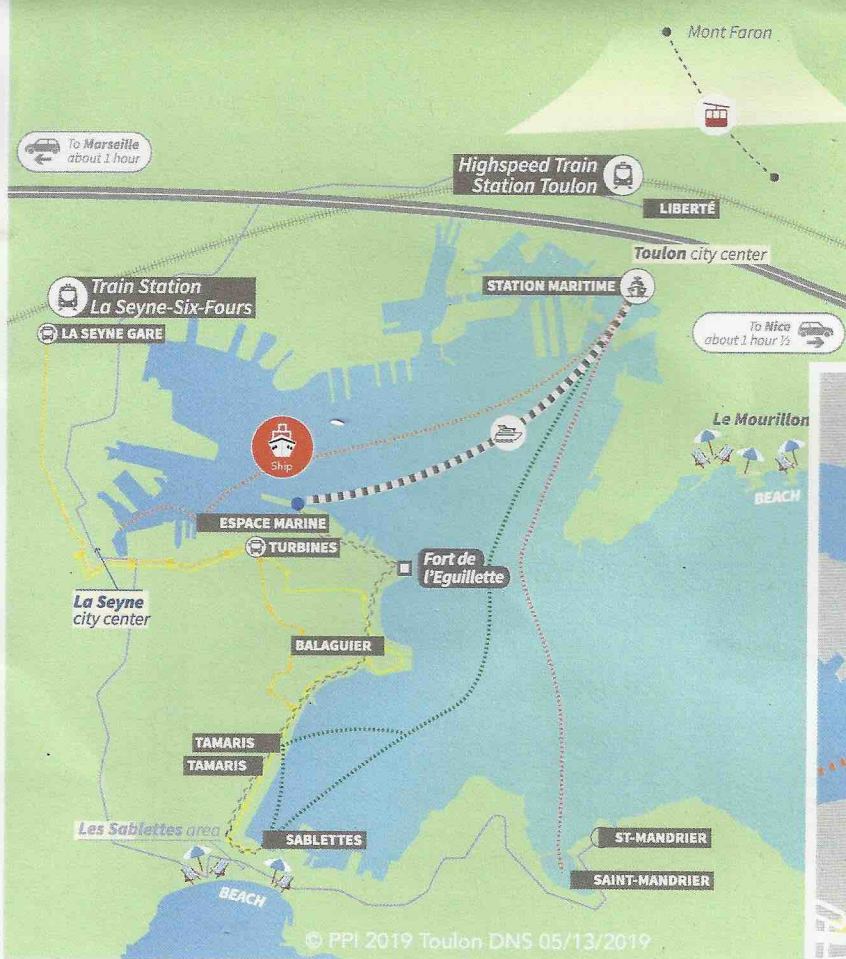 Mont Faron
To Marseille
about 1 hour
Highspeed Train
Station Toulon
LIBERTÉ
Toulon city center
Train Station
La Seyne-Six-Fours
STATION MARITIME
LA SEYNE GARE
To Nice
about 1 hour ½
Le Mourillon
Ship
BEACH
ESPACE MARINE
TURBINES
Fort de
l'Eguillette
La Seyne
city center
BALAGUIER
TAMARIS
TAMARIS
Les Sablettes area
SABLETTES
ST-MANDRIER
SAINT-MANDRIER
BEACH
© PPI 2019 Toulon DNS 05/13/2019